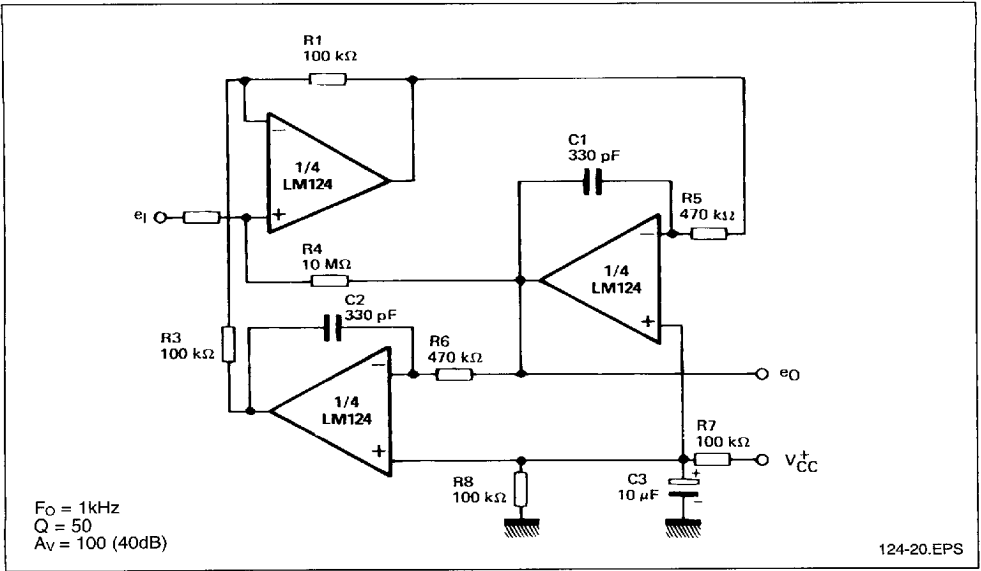 R1
100 kΩ
C1
330 pF
1/4
LM124
R5
470 kΩ
eI
+
−
R4
10 MΩ
1/4
LM124
−
+
C2
330 pF
R3
100 kΩ
R6
470 kΩ
eO
1/4
LM124
−
+
R7
100 kΩ
V+CC
R8
100 kΩ
C3
10 μF
+
−
FO = 1kHz
Q = 50
AV = 100 (40dB)
124-20.EPS